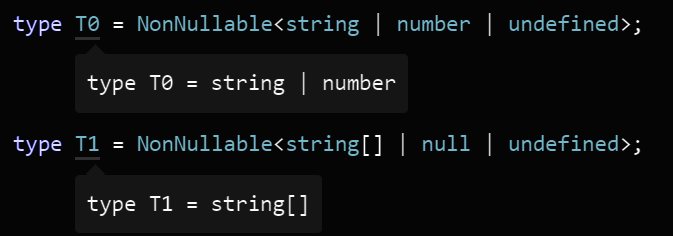 type T0 = NonNullable<string | number | undefined>;
type T0 = string | number
type T1 = NonNullable<string[] | null | undefined>;
type T1 = string[]